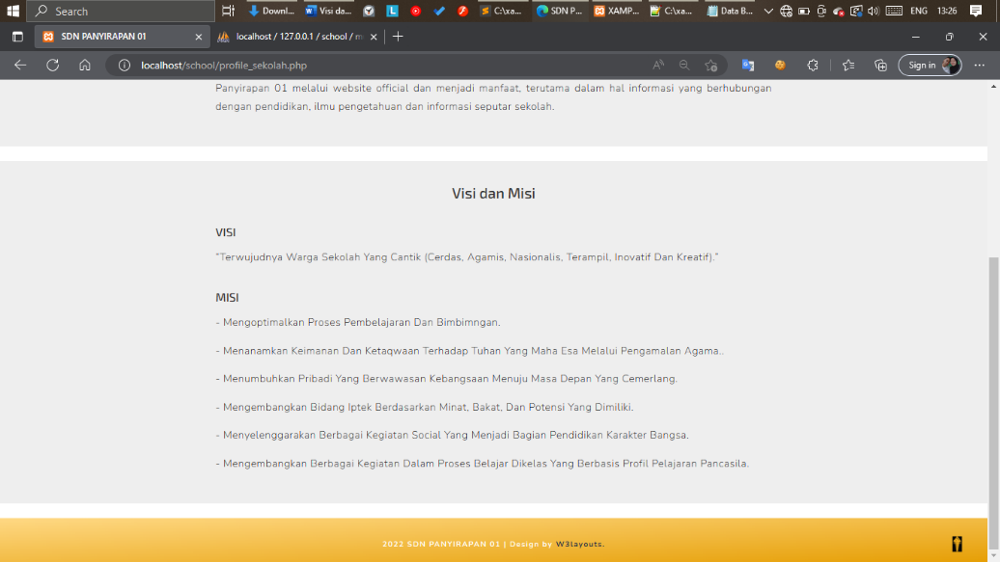 Search
Downl...
Visi da...
C:\xa...
SDN P...
XAMP...
C:\xa...
Data B...
ENG
13:26
SDN PANYIRAPAN 01
localhost / 127.0.0.1 / school / m
localhost/school/profile_sekolah.php
Sign in
Panyirapan 01 melalui website official dan menjadi manfaat, terutama dalam hal informasi yang berhubungan
dengan pendidikan, ilmu pengetahuan dan informasi seputar sekolah.
Visi dan Misi
VISI
"Terwujudnya Warga Sekolah Yang Cantik (Cerdas, Agamis, Nasionalis, Terampil, Inovatif Dan Kreatif)."
MISI
- Mengoptimalkan Proses Pembelajaran Dan Bimbimngan.
- Menanamkan Keimanan Dan Ketaqwaan Terhadap Tuhan Yang Maha Esa Melalui Pengamalan Agama..
- Menumbuhkan Pribadi Yang Berwawasan Kebangsaan Menuju Masa Depan Yang Cemerlang.
- Mengembangkan Bidang Iptek Berdasarkan Minat, Bakat, Dan Potensi Yang Dimiliki.
- Menyelenggarakan Berbagai Kegiatan Social Yang Menjadi Bagian Pendidikan Karakter Bangsa.
- Mengembangkan Berbagai Kegiatan Dalam Proses Belajar Dikelas Yang Berbasis Profil Pelajaran Pancasila.
2022 SDN PANYIRAPAN 01 | Design by W3layouts.